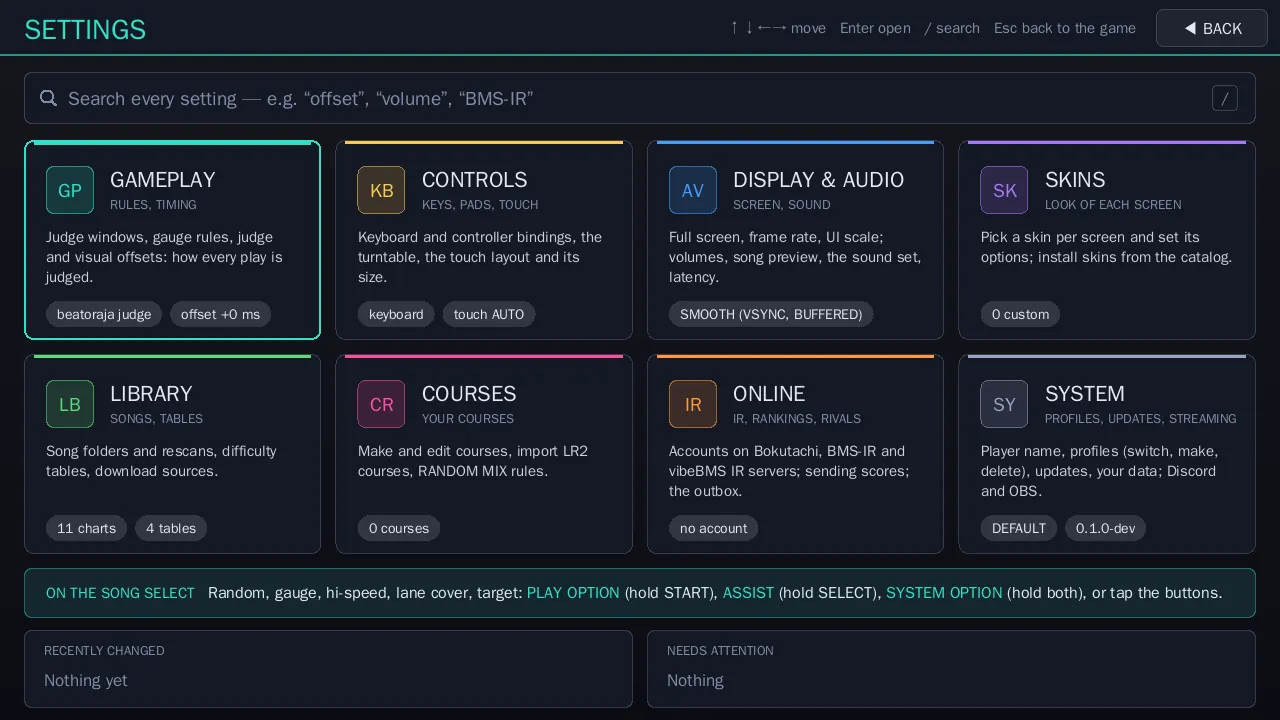 SETTINGS
↑ ↓ ←→ move Enter open / search Esc back to the game
◀ BACK
Search every setting — e.g. “offset”, “volume”, “BMS-IR”
/
GP
GAMEPLAY
RULES, TIMING
Judge windows, gauge rules, judge
and visual offsets: how every play is
judged.
beatoraja judge
offset +0 ms
KB
CONTROLS
KEYS, PADS, TOUCH
Keyboard and controller bindings, the
turntable, the touch layout and its
size.
keyboard
touch AUTO
AV
DISPLAY & AUDIO
SCREEN, SOUND
Full screen, frame rate, UI scale;
volumes, song preview, the sound set,
latency.
SMOOTH (VSYNC, BUFFERED)
SK
SKINS
LOOK OF EACH SCREEN
Pick a skin per screen and set its
options; install skins from the catalog.
0 custom
LB
LIBRARY
SONGS, TABLES
Song folders and rescans, difficulty
tables, download sources.
11 charts
4 tables
CR
COURSES
YOUR COURSES
Make and edit courses, import LR2
courses, RANDOM MIX rules.
0 courses
IR
ONLINE
IR, RANKINGS, RIVALS
Accounts on Bokutachi, BMS-IR and
vibeBMS IR servers; sending scores;
the outbox.
no account
SY
SYSTEM
PROFILES, UPDATES, STREAMING
Player name, profiles (switch, make,
delete), updates, your data; Discord
and OBS.
DEFAULT
0.1.0-dev
ON THE SONG SELECT Random, gauge, hi-speed, lane cover, target: PLAY OPTION (hold START), ASSIST (hold SELECT), SYSTEM OPTION (hold both), or tap the buttons.
RECENTLY CHANGED
Nothing yet
NEEDS ATTENTION
Nothing